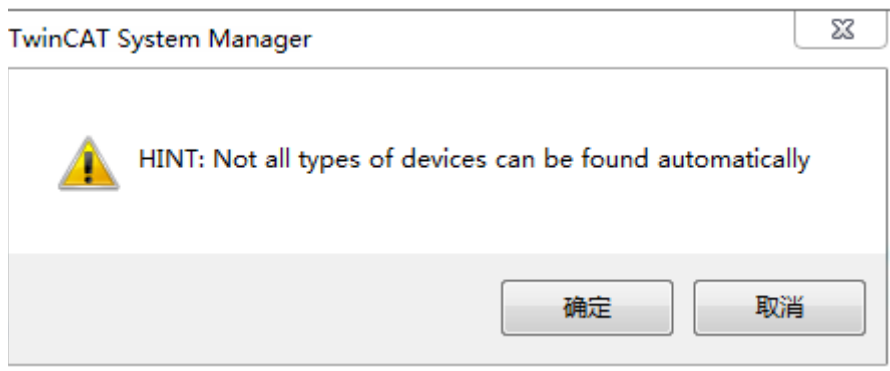 TwinCAT System Manager
HINT: Not all types of devices can be found automatically
确定
取消